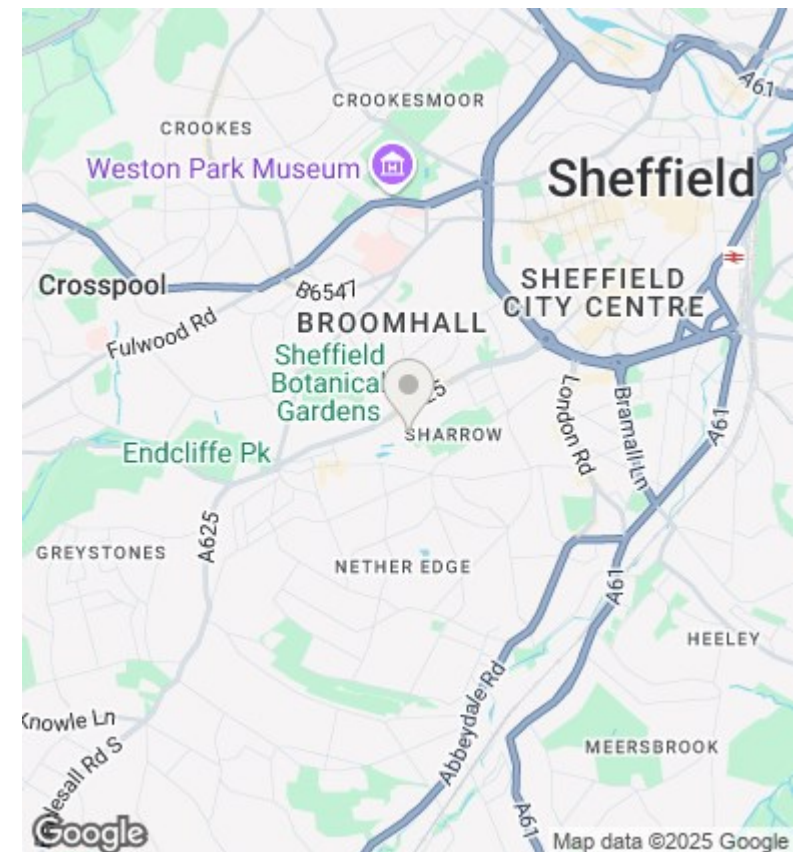 A61
CROOKESMOOR
CROOKES
Weston Park Museum
Sheffield
Crosspool
B6547
SHEFFIELD
CITY CENTRE
Fulwood Rd
BROOMHALL
Sheffield
Botanical
Gardens
SHARROW
London Rd
Bramall Ln
A61
Endcliffe Pk
A625
GREYSTONES
NETHER EDGE
A61
HEELEY
Abbeydale Rd
Knowle Ln
MEERSBROOK
Rd S
A61
Google
Map data ©2025 Google